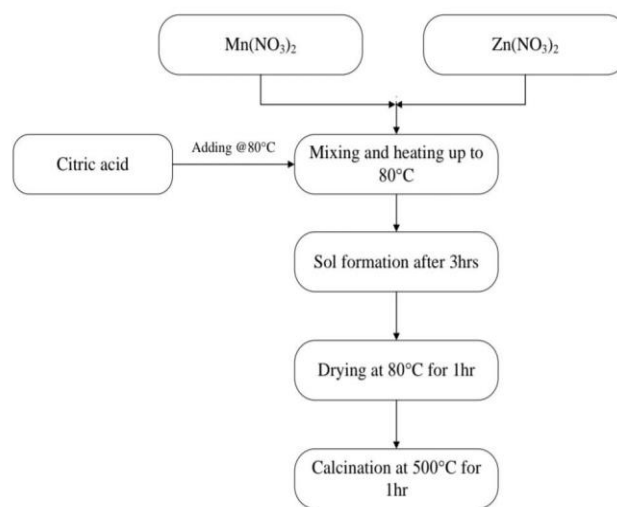 Mn(NO₃)₂
Zn(NO₃)₂
Citric acid
Adding @80°C
Mixing and heating up to
80°C
Sol formation after 3hrs
Drying at 80°C for 1hr
Calcination at 500°C for
1hr